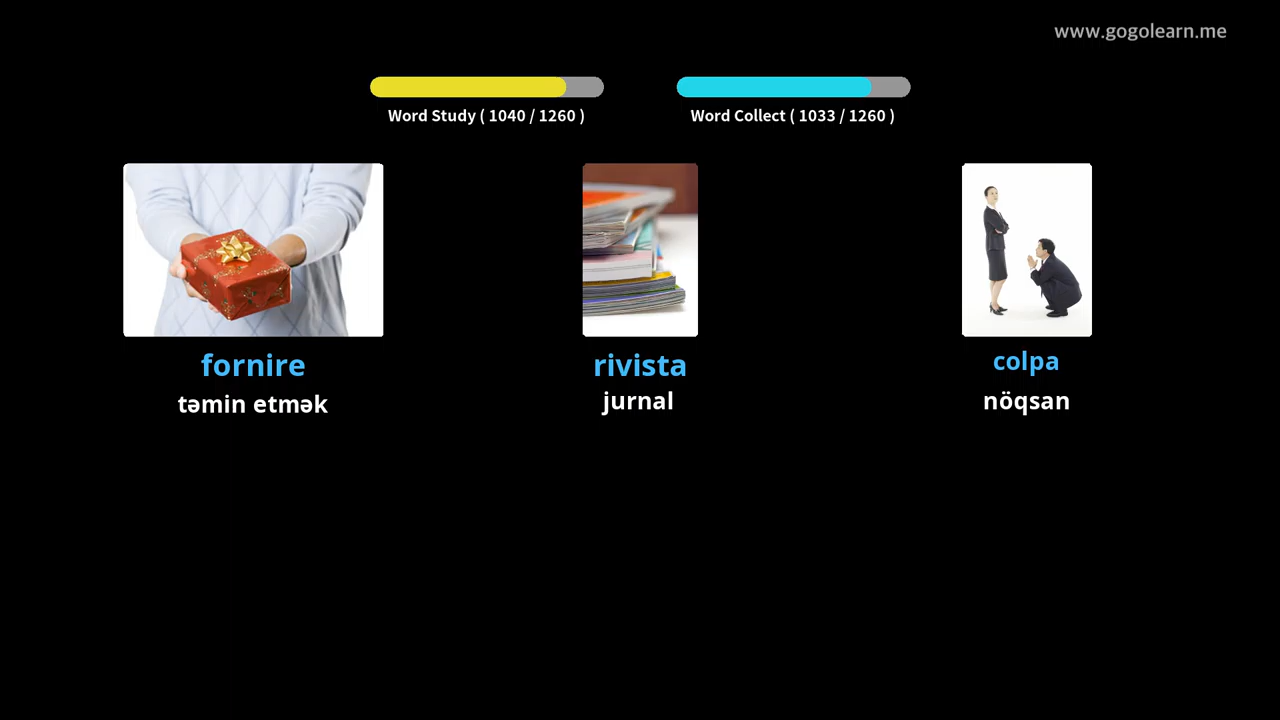 www.gogolearn.me
Word Study ( 1040 / 1260 )
Word Collect ( 1033 / 1260 )
fornire
rivista
colpa
təmin etmək
jurnal
nöqsan